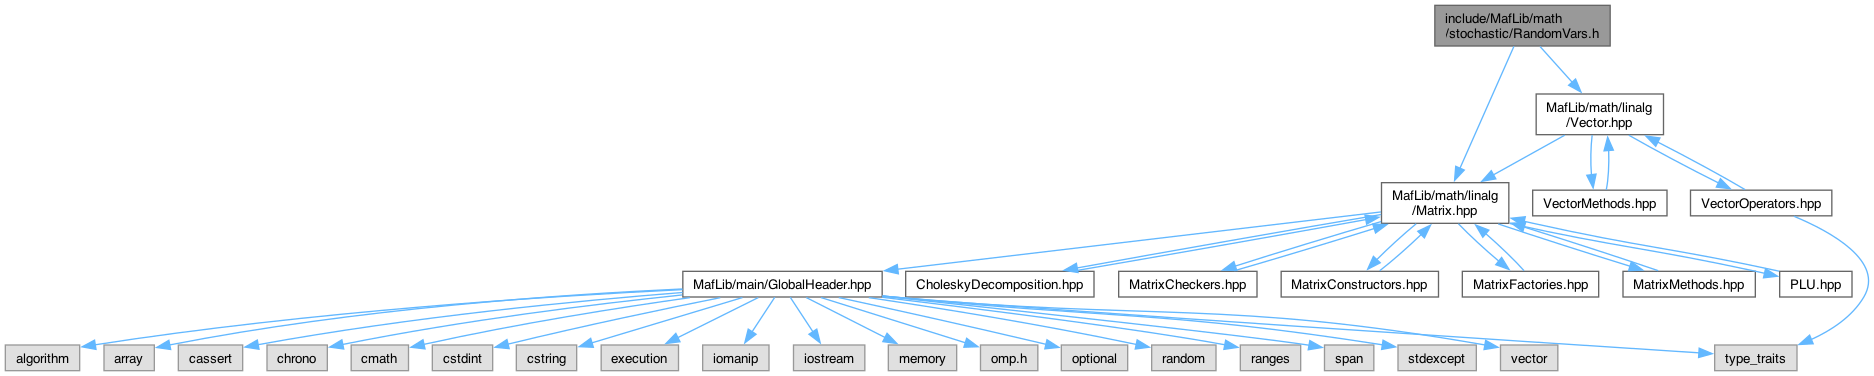 include/MafLib/math
/stochastic/RandomVars.h
MafLib/math/linalg
/Vector.hpp
MafLib/math/linalg
/Matrix.hpp
VectorMethods.hpp
VectorOperators.hpp
MafLib/main/GlobalHeader.hpp
CholeskyDecomposition.hpp
MatrixCheckers.hpp
MatrixConstructors.hpp
MatrixFactories.hpp
MatrixMethods.hpp
PLU.hpp
algorithm
array
cassert
chrono
cmath
cstdint
cstring
execution
iomanip
iostream
memory
omp.h
optional
random
ranges
span
stdexcept
vector
type_traits